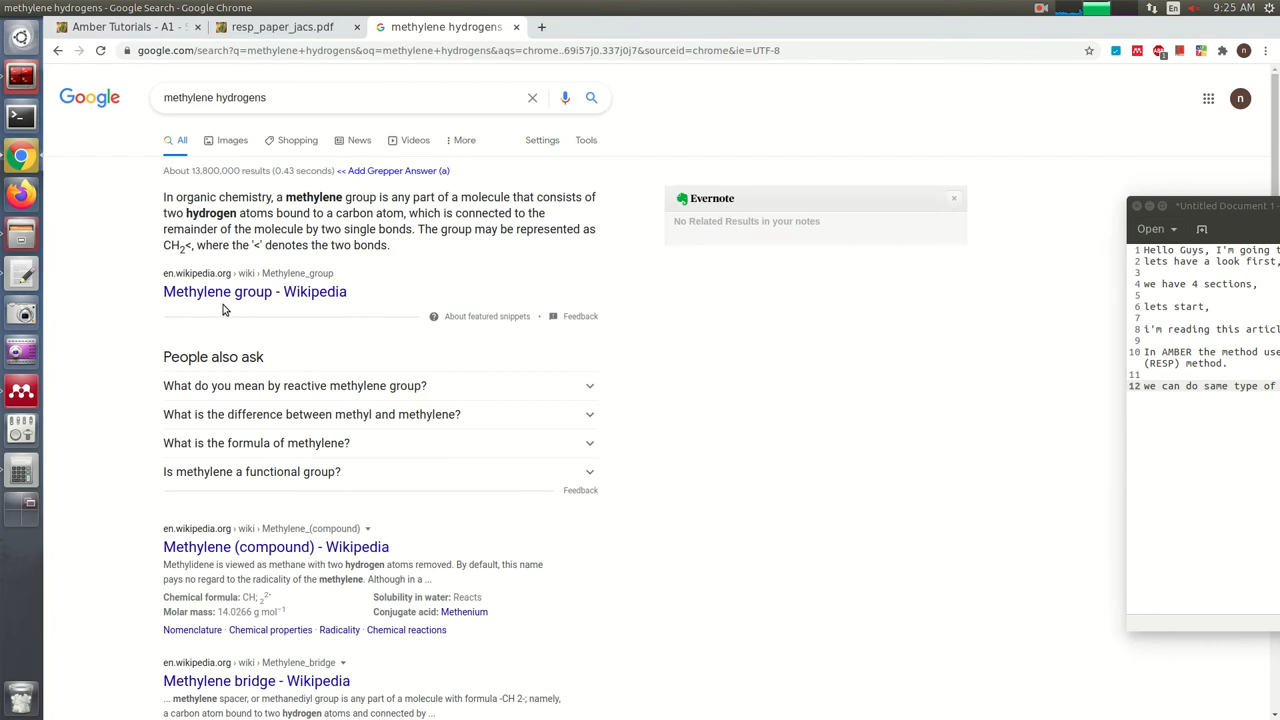 methylene hydrogens - Google Search - Google Chrome
En
9:25 AM
Amber Tutorials - A1 - S
resp_paper_jacs.pdf
methylene hydrogens
google.com/search?q=methylene+hydrogens&oq=methylene+hydrogens&aqs=chrome..69i57j0.337j0j7&sourceid=chrome&ie=UTF-8
1
n
Google
methylene hydrogens
n
All
Images
Shopping
News
Videos
More
Settings
Tools
About 13,800,000 results (0.43 seconds) << Add Grepper Answer (a)
In organic chemistry, a methylene group is any part of a molecule that consists of
two hydrogen atoms bound to a carbon atom, which is connected to the
remainder of the molecule by two single bonds. The group may be represented as
CH2<, where the '<' denotes the two bonds.
en.wikipedia.org › wiki › Methylene_group
Methylene group - Wikipedia
About featured snippets • Feedback
People also ask
What do you mean by reactive methylene group?
What is the difference between methyl and methylene?
What is the formula of methylene?
Is methylene a functional group?
Feedback
en.wikipedia.org › wiki › Methylene_(compound)
Methylene (compound) - Wikipedia
Methylidene is viewed as methane with two hydrogen atoms removed. By default, this name
pays no regard to the radicality of the methylene. Although in a ...
Chemical formula: CH; 2^2• Solubility in water: Reacts
Molar mass: 14.0266 g mol−1 Conjugate acid: Methenium
Nomenclature · Chemical properties · Radicality · Chemical reactions
en.wikipedia.org › wiki › Methylene_bridge
Methylene bridge - Wikipedia
... methylene spacer, or methanediyl group is any part of a molecule with formula -CH 2-; namely,
a carbon atom bound to two hydrogen atoms and connected by ...
Evernote
No Related Results in your notes
*Untitled Document 1 -
Open
1 Hello Guys, I'm going t
2 lets have a look first,
3
4 we have 4 sections,
5
6 lets start,
7
8 i'm reading this articl
9
10 In AMBER the method use
(RESP) method.
11
12 we can do same type of